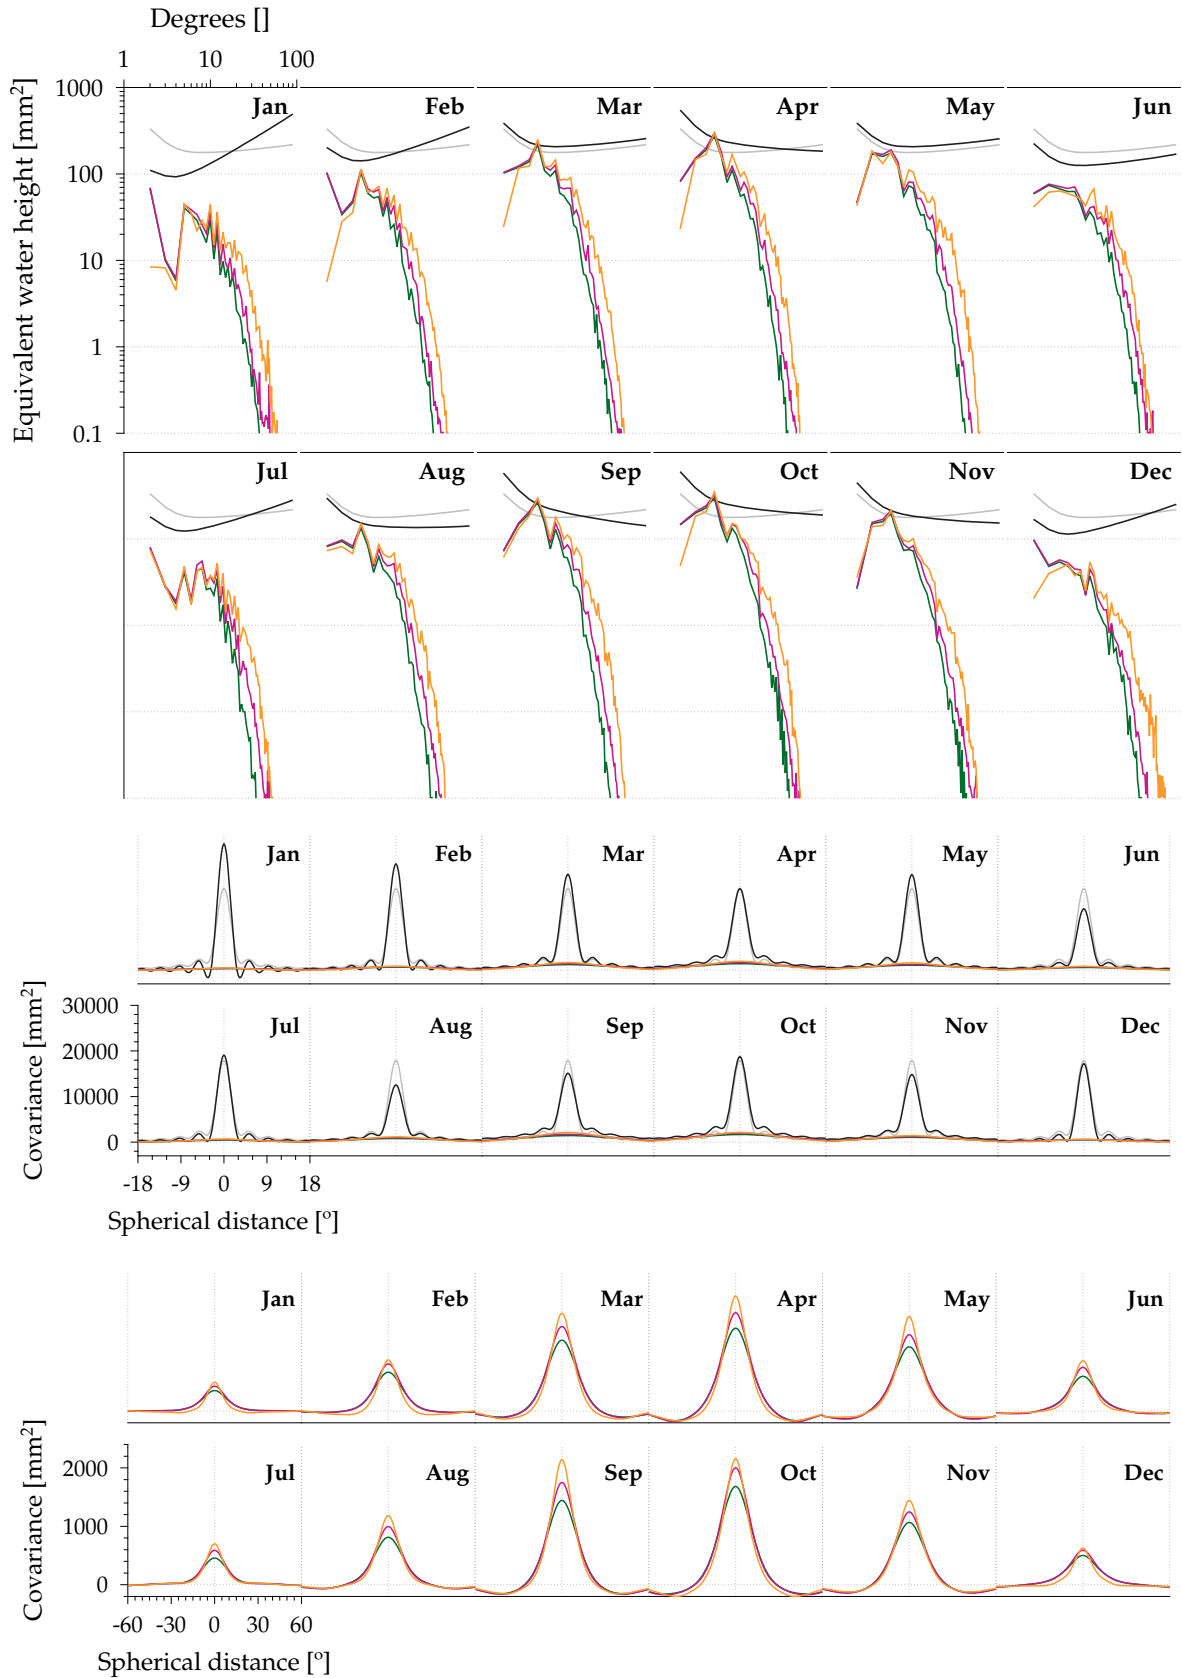 Degrees []
1 10 100
Equivalent water height [mm²]
1000
100
10
1
0.1
Jan Feb Mar Apr May Jun
Jul Aug Sep Oct Nov Dec
Jan Feb Mar Apr May Jun
Covariance [mm²]
30000
20000
10000
0
Jul Aug Sep Oct Nov Dec
-18 -9 0 9 18
Spherical distance [º]
Jan Feb Mar Apr May Jun
Covariance [mm²]
2000
1000
0
Jul Aug Sep Oct Nov Dec
-60 -30 0 30 60
Spherical distance [º]